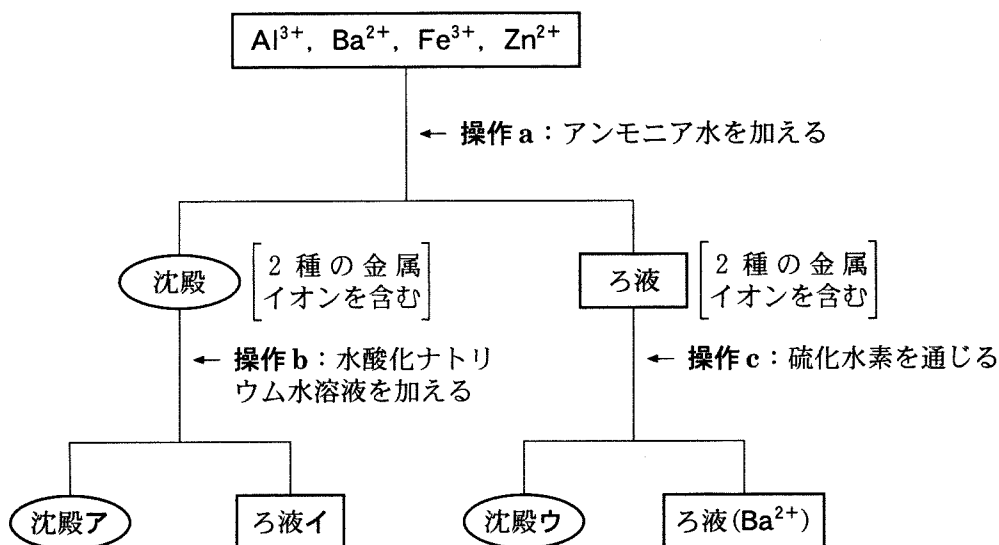 Al³⁺, Ba²⁺, Fe³⁺, Zn²⁺
← 操作a：アンモニア水を加える
沈殿
2種の金属
イオンを含む
ろ液
2種の金属
イオンを含む
← 操作b：水酸化ナトリ
ウム水溶液を加える
← 操作c：硫化水素を通じる
沈殿ア
ろ液イ
沈殿ウ
ろ液(Ba²⁺)